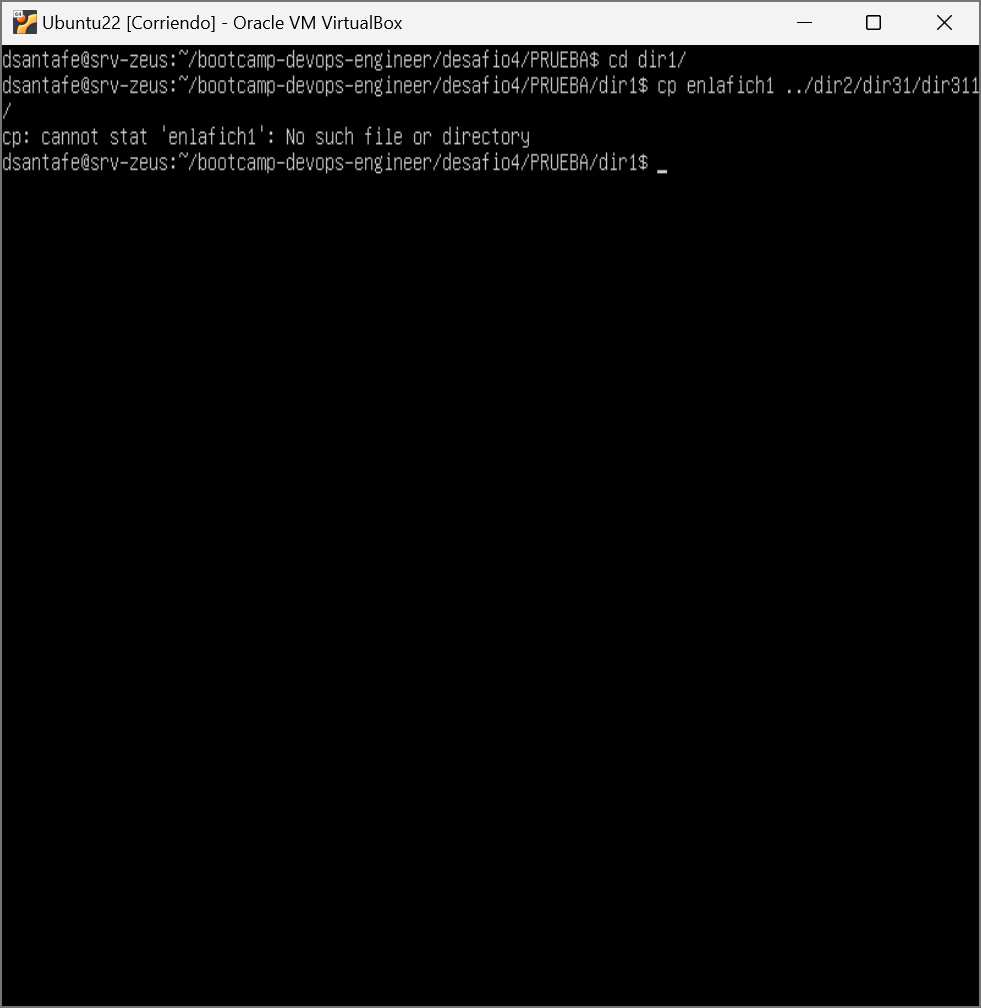 Ubuntu22 [Corriendo] - Oracle VM VirtualBox
dsantafe@srv-zeus:~/bootcamp-devops-engineer/desafio4/PRUEBA$ cd dir1/
dsantafe@srv-zeus:~/bootcamp-devops-engineer/desafio4/PRUEBA/dir1$ cp enlafich1 ../dir2/dir31/dir311
/
cp: cannot stat 'enlafich1': No such file or directory
dsantafe@srv-zeus:~/bootcamp-devops-engineer/desafio4/PRUEBA/dir1$ _